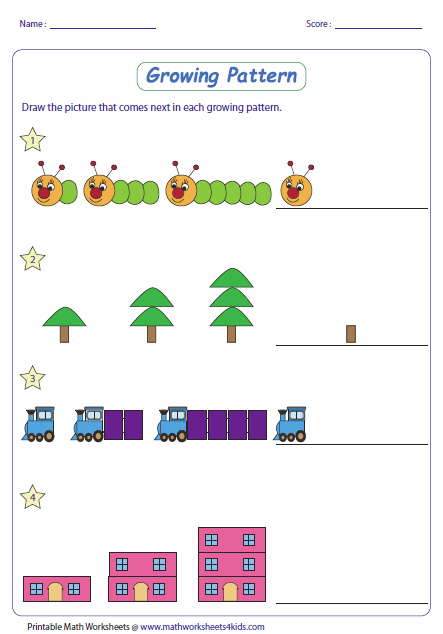 Name : Score :
Growing Pattern
Draw the picture that comes next in each growing pattern.
1
2
3
4
Printable Math Worksheets @ www.mathworksheets4kids.com